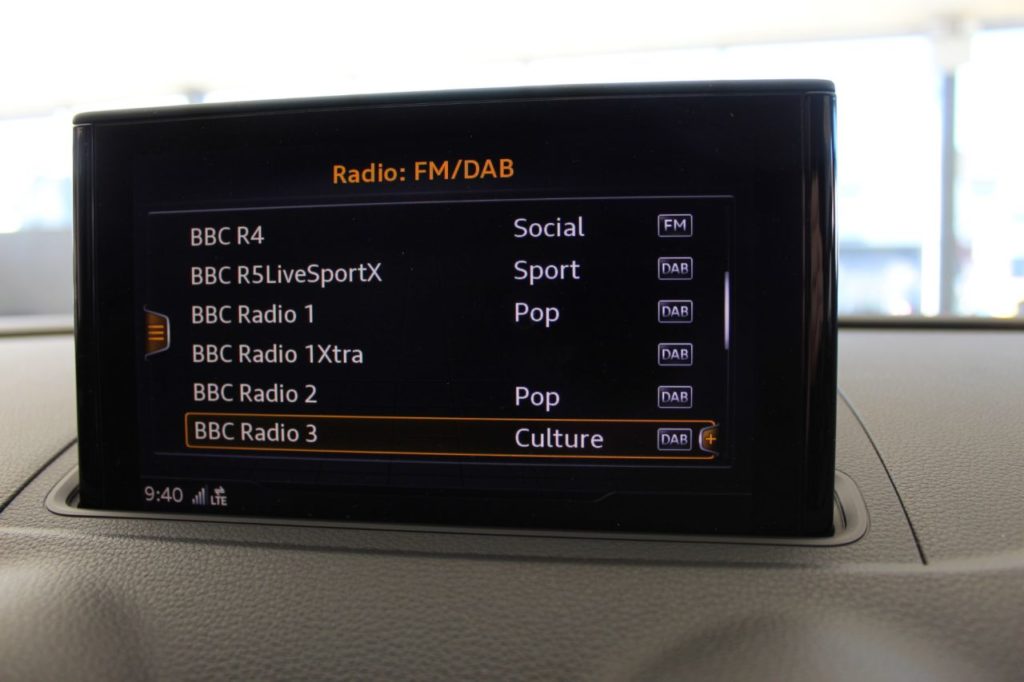 Radio: FM/DAB
BBC R4 Social FM
BBC R5LiveSportX Sport DAB
BBC Radio 1 Pop DAB
BBC Radio 1Xtra DAB
BBC Radio 2 Pop DAB
BBC Radio 3 Culture DAB +
9:40 LTE